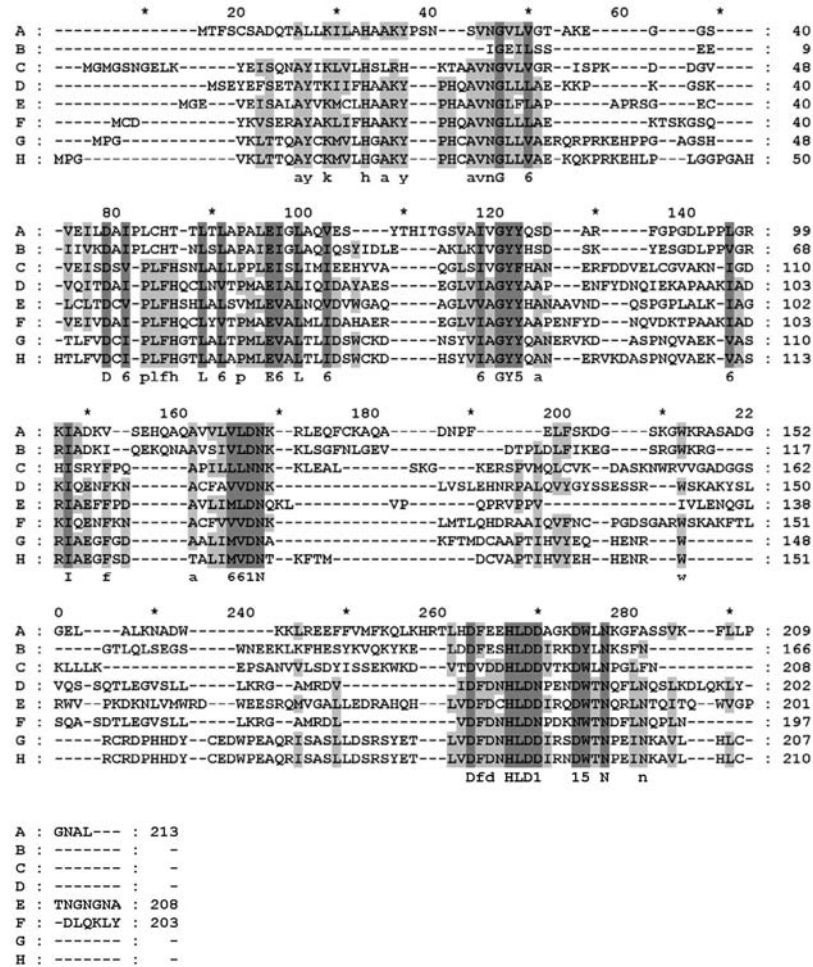 * 20 * 40 * 60 *
A : ---------------MTFSCSADQTALLKILAHAAKYPSN---SVNGVLVGT-AKE------G---GS---- : 40
B : ------------------------------------------IGEILSS-------------EE---- : 9
C : --MGMGSNGELK-----YEISQNAYIKLVLHSLRH--KTAAVNGVLVGR--ISPK----D--DGV---- : 48
D : --------------MSEYEFSETAYTKIIFHAAKY--PHQAVNGLLLAE--KKP-----K---GSK--- : 40
E : -----------MGE---VEISALAYVKMCLHAAKY--PHAAVNGLFLAP------APRSG---EC---- : 40
F : ------MCD--------YKVSERAYAKLIFHAAKY--PHQAVNGLLLAE---------KTSKGSQ---- : 40
G : ----MPG----------VKLTTQAYCKMVLHGAKY--PHCAVNGLLVAERQRPRKEHPPG--AGSH--- : 48
H : MPG--------------VKLTTQAYCKMVLHGAKY--PHCAVNGLLVAE-KQKPRKEHLP--LGGPGAH : 50
ay k h a y avnG 6
80 * 100 * 120 * 140
A : -VEILDAIPLCHT-TLTLAPALEIGLAQVES----YTHITGSVAIVGYYQSD---AR---FGPGDLPPLGR : 99
B : -IIVKDAIPLCHT-NLSLAPALEIGLAQIQSYIDLE----AKLKIVGYYHSD---SK----YESGDLPPVGR : 68
C : -VEISDSV-PLFHSNLALLPPLEISLIMIEEHYVA-----QGLSIVGYFHAN---ERFDDVELCGVAKN-IGD : 110
D : -VQITDAI-PLFHQCLNVTPMAEIALIQIDAYAES-----EGLVIAGYYAAP---ENFYDNQIEKAPAAKIAD : 103
E : -LCLTDCV-PLFHSHLALSVMLEVALNQVDVWGAQ-----AGLVVAGYYHANAAVND--QSPGPLALK-IAG : 102
F : -VEIVDAI-PLFHQCLYVTPMAEVALMLIDAHAER-----EGLVIAGYYAAPENFYD---NQVDKTPAAKIAD : 103
G : -TLFVDCI-PLFHGTLALAPMLEVALTLIDSWCKD-----NSYVIAGYYQANERVKD--ASPNQVAEK-VAS : 110
H : HTLFVDCI-PLFHGTLALAPMLEVALTLIDSWCKD-----HSYVIAGYYQAN----ERVKDASPNQVAEK-VAS : 113
D 6 plfh L 6 p E6 L 6 6 GY5 a 6
* 160 * 180 * 200 * 22
A : KIADKV---SEHQAQAVVLVLDNK---RLEQFCKAQA----DNPF------ELFSKDG---SKGWKRASADG : 152
B : RIADKI---QEKQNAAVSIVLDNK---KLSGFNLGEV---------DTPLDLFIKEG---SRGWKRG----- : 117
C : HISRYFPQ-----APILLLNNK---KLEAL-----SKG---KERSPVMQLCVK--DASKNWRVVGADGGS : 162
D : KIQENFKN-----ACFAVVDNK---------------LVSLEHNRPALQVYGYSSESSR--WSKAKYSL : 150
E : RIAEFFPD-----AVLIMLDNQKL---------VP---QPRVPPV--------------IVLENQGL : 138
F : KIQENFKN-----ACFVVVDNK---------------LMTLQHDRAAIQVFNC--PGDSGARWSKAKFTL : 151
G : RIAEGFGD-----AALIMVDNA---------------KFTMDCAAPTIHVYEQ--HENR--W------- : 148
H : RIAEGFSD-----TALIMVDNT---KFTM--------------DCVAPTIHVYEH--HENR--W------- : 151
I f a 661N w
0 * 240 * 260 * 280 *
A : GEL----ALKNADW-------KKLREEFFVMFKQLKHRTLHDFEEHLDDAGKDWLNKGFASSVK---FLLP : 209
B : ----GTLQLSEGS------WNEEKLKFHESYKVQKYKE---LDDFESHLDDIRKDYLNKSFN--------- : 166
C : KLLLK----------------EPSANVVLSDYISSEKWKD---VTDVDDHLDDVTKDWLNPGLFN------ : 208
D : VQS-SQTLEGVSLL-----LKRG--AMRDV-------------IDFDNHLDNPENDWTNQFLNQSLKDLQKLY- : 202
E : RWV--PKDKNLVMWRD--WEESRQMVGALLEDRAHQH---LVDFDCHLDDIRQDWTNQRLNTQITQ--WVGP : 201
F : SQA-SDTLEGVSLL-----LKRG--AMRDL-------------VDFDNHLDNPDKNWTNDFLNQPLN------ : 197
G : ----RCRDPHHDY--CEDWPEAQRISASLLDSRSYET---LVDFDNHLDDIRSDWTNPEINKAVL---HLC- : 207
H : ----RCRDPHHDY--CEDWPEAQRISASLLDSRSYET---LVDFDNHLDDIRNDWTNPEINKAVL---HLC- : 210
Dfd HLD1 15 N n
A : GNAL--- : 213
B : ------- : -
C : ------- : -
D : ------- : -
E : TNGNGNA : 208
F : -DLQKLY : 203
G : ------- : -
H : ------- : -